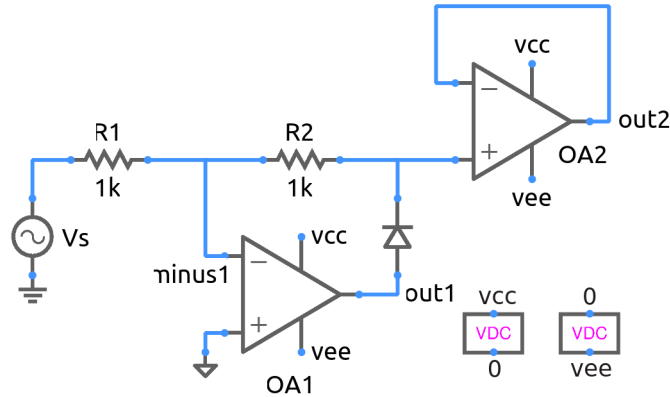 vcc
−
out2
+
OA2
vee
R1
R2
1k
1k
Vs
vcc
minus1
−
out1
+
vee
OA1
vcc
0
VDC
VDC
0
vee